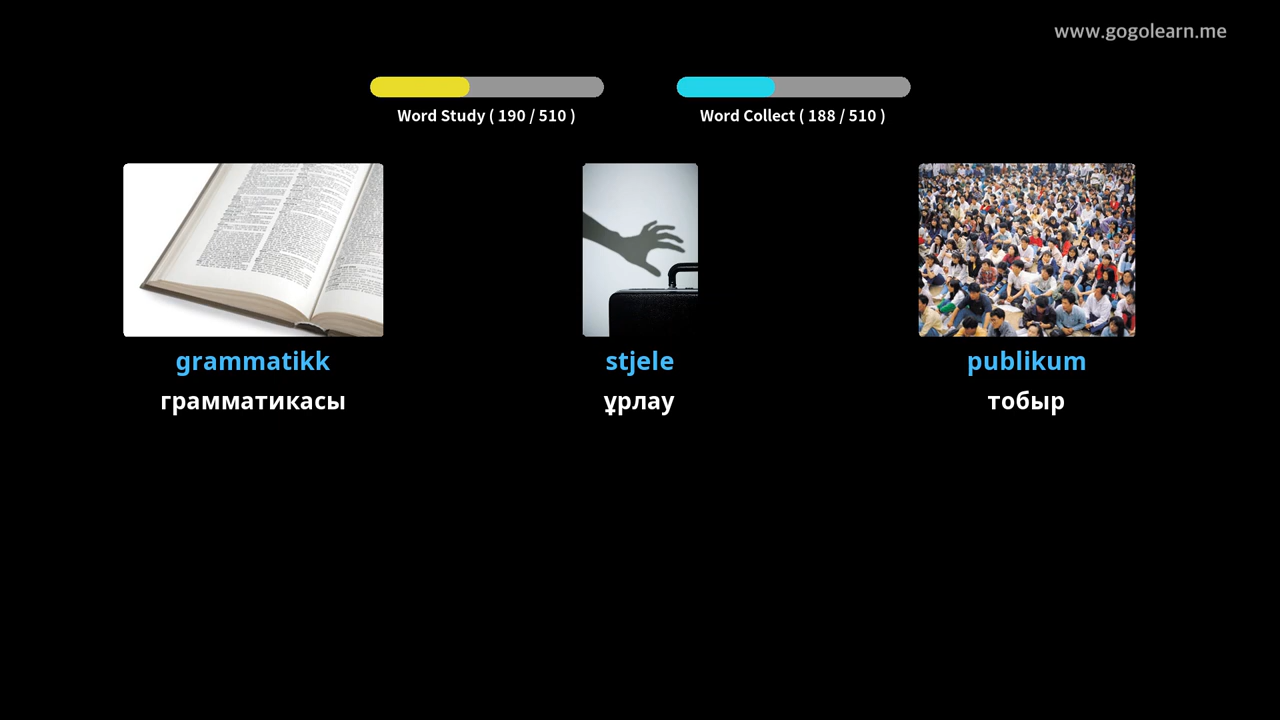 www.gogolearn.me
Word Study ( 190 / 510 )
Word Collect ( 188 / 510 )
grammatikk
stjele
publikum
грамматикасы
ұрлау
тобыр